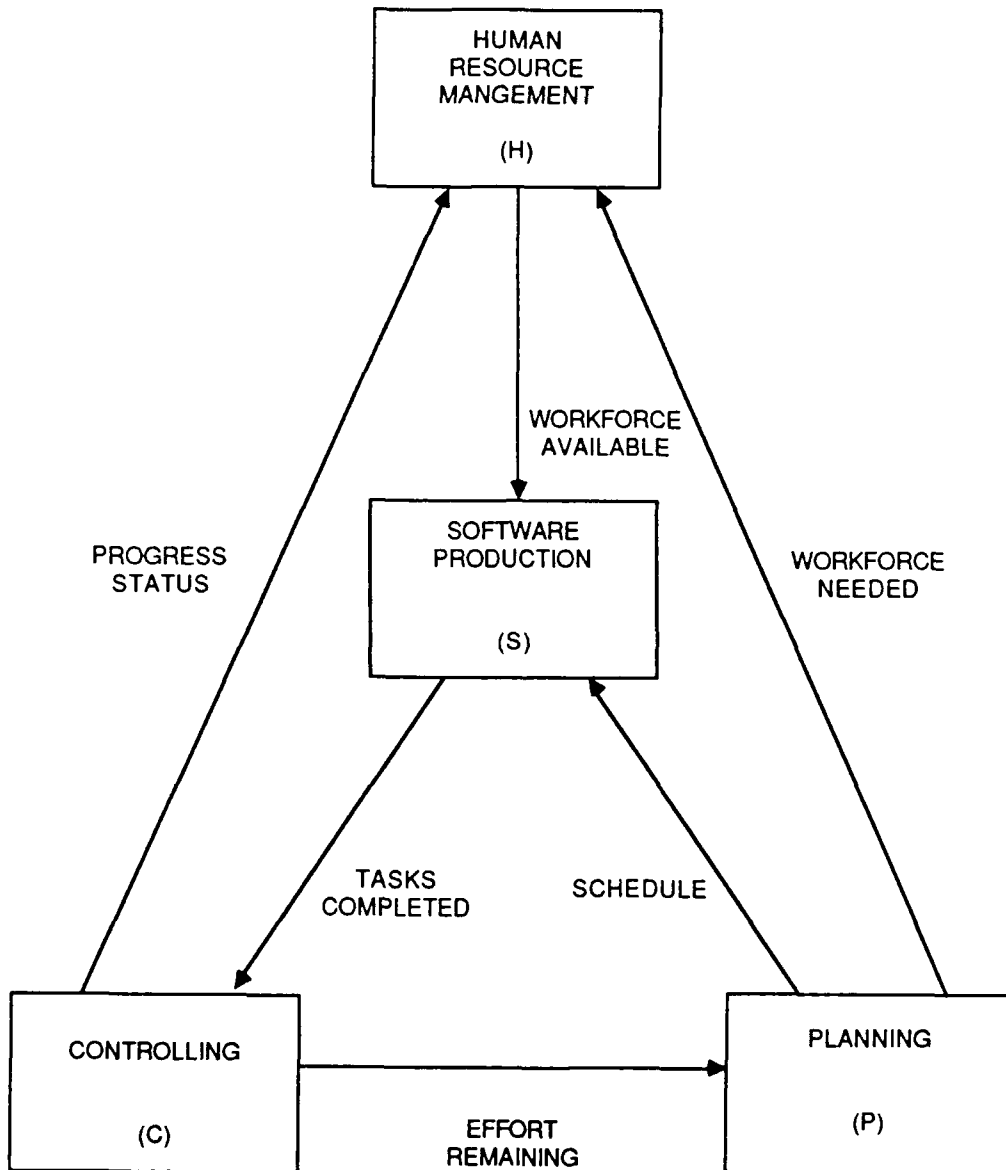 HUMAN
RESOURCE
MANGEMENT
(H)
WORKFORCE
AVAILABLE
SOFTWARE
PRODUCTION
(S)
PROGRESS
STATUS
WORKFORCE
NEEDED
TASKS
COMPLETED
SCHEDULE
CONTROLLING
(C)
EFFORT
REMAINING
PLANNING
(P)